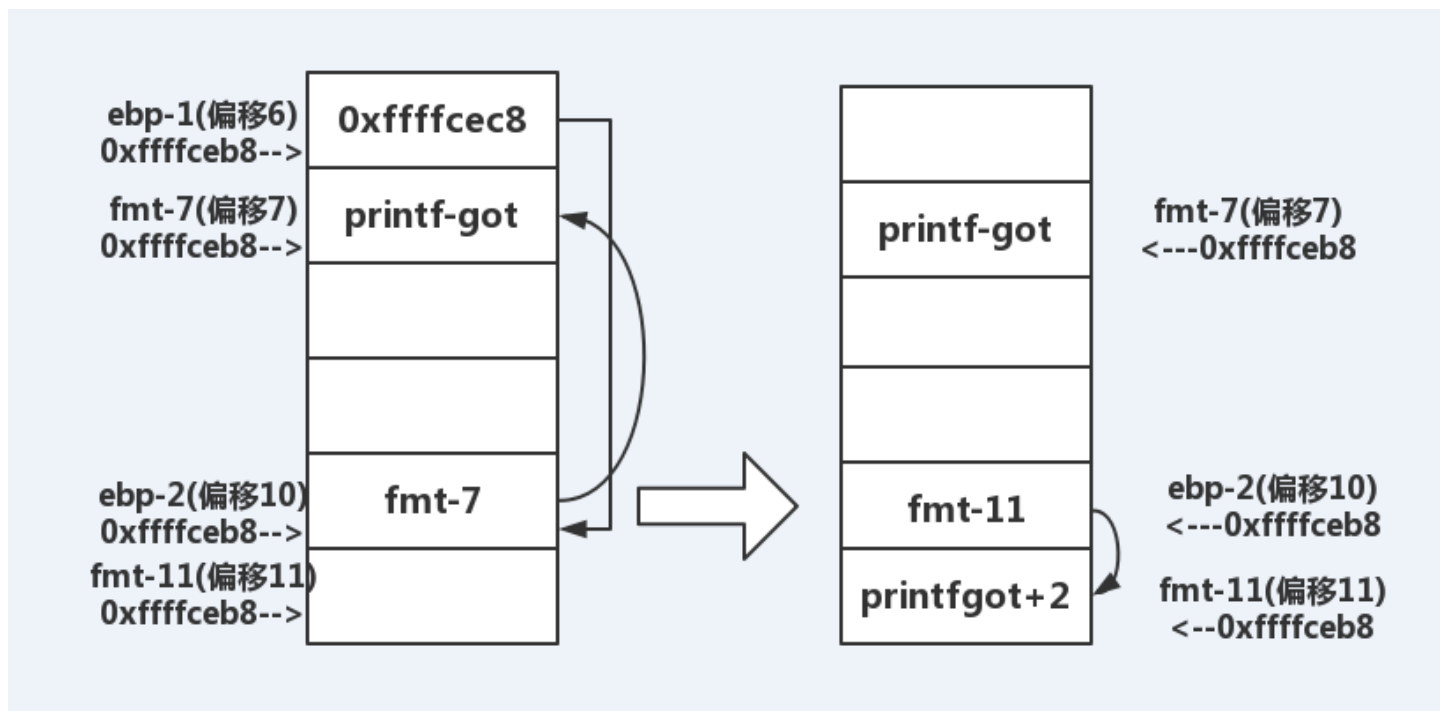 ebp-1(偏移6)
0xffffceb8-->
0xffffcec8
fmt-7(偏移7)
0xffffceb8-->
printf-got
ebp-2(偏移10)
0xffffceb8-->
fmt-7
fmt-11(偏移11)
0xffffceb8-->
printf-got
fmt-7(偏移7)
<---0xffffceb8
fmt-11
ebp-2(偏移10)
<---0xffffceb8
printfgot+2
fmt-11(偏移11)
<--0xffffceb8